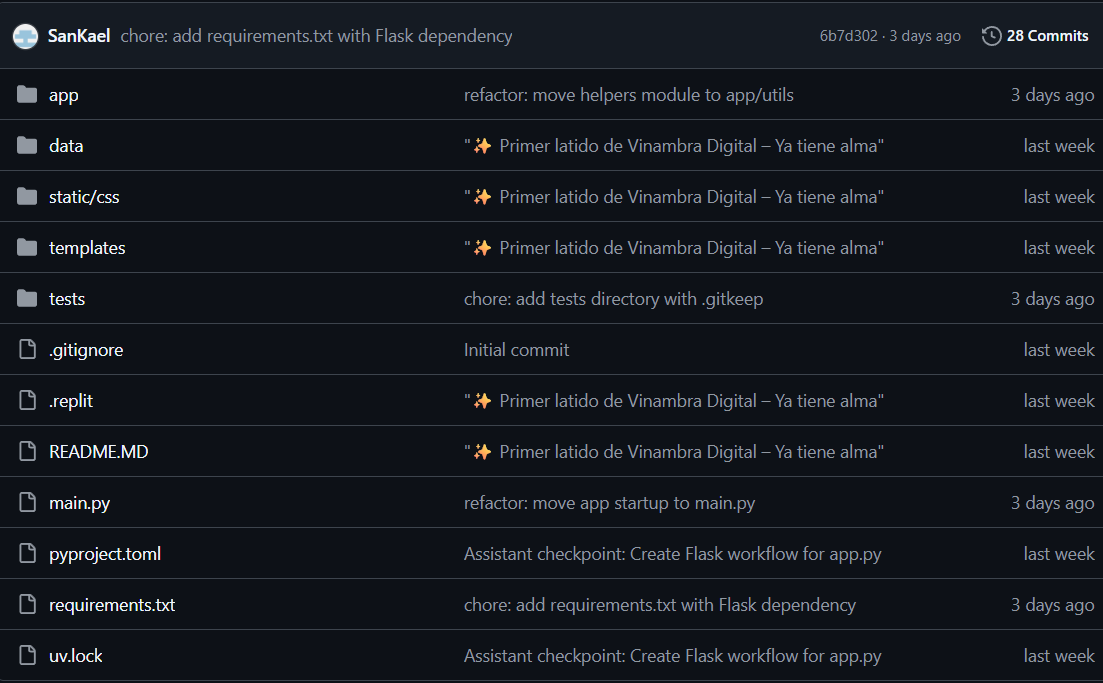 SanKael chore: add requirements.txt with Flask dependency 6b7d302 · 3 days ago 28 Commits
app refactor: move helpers module to app/utils 3 days ago
data "✨ Primer latido de Vinambra Digital – Ya tiene alma" last week
static/css "✨ Primer latido de Vinambra Digital – Ya tiene alma" last week
templates "✨ Primer latido de Vinambra Digital – Ya tiene alma" last week
tests chore: add tests directory with .gitkeep 3 days ago
.gitignore Initial commit last week
.replit "✨ Primer latido de Vinambra Digital – Ya tiene alma" last week
README.MD "✨ Primer latido de Vinambra Digital – Ya tiene alma" last week
main.py refactor: move app startup to main.py 3 days ago
pyproject.toml Assistant checkpoint: Create Flask workflow for app.py last week
requirements.txt chore: add requirements.txt with Flask dependency 3 days ago
uv.lock Assistant checkpoint: Create Flask workflow for app.py last week